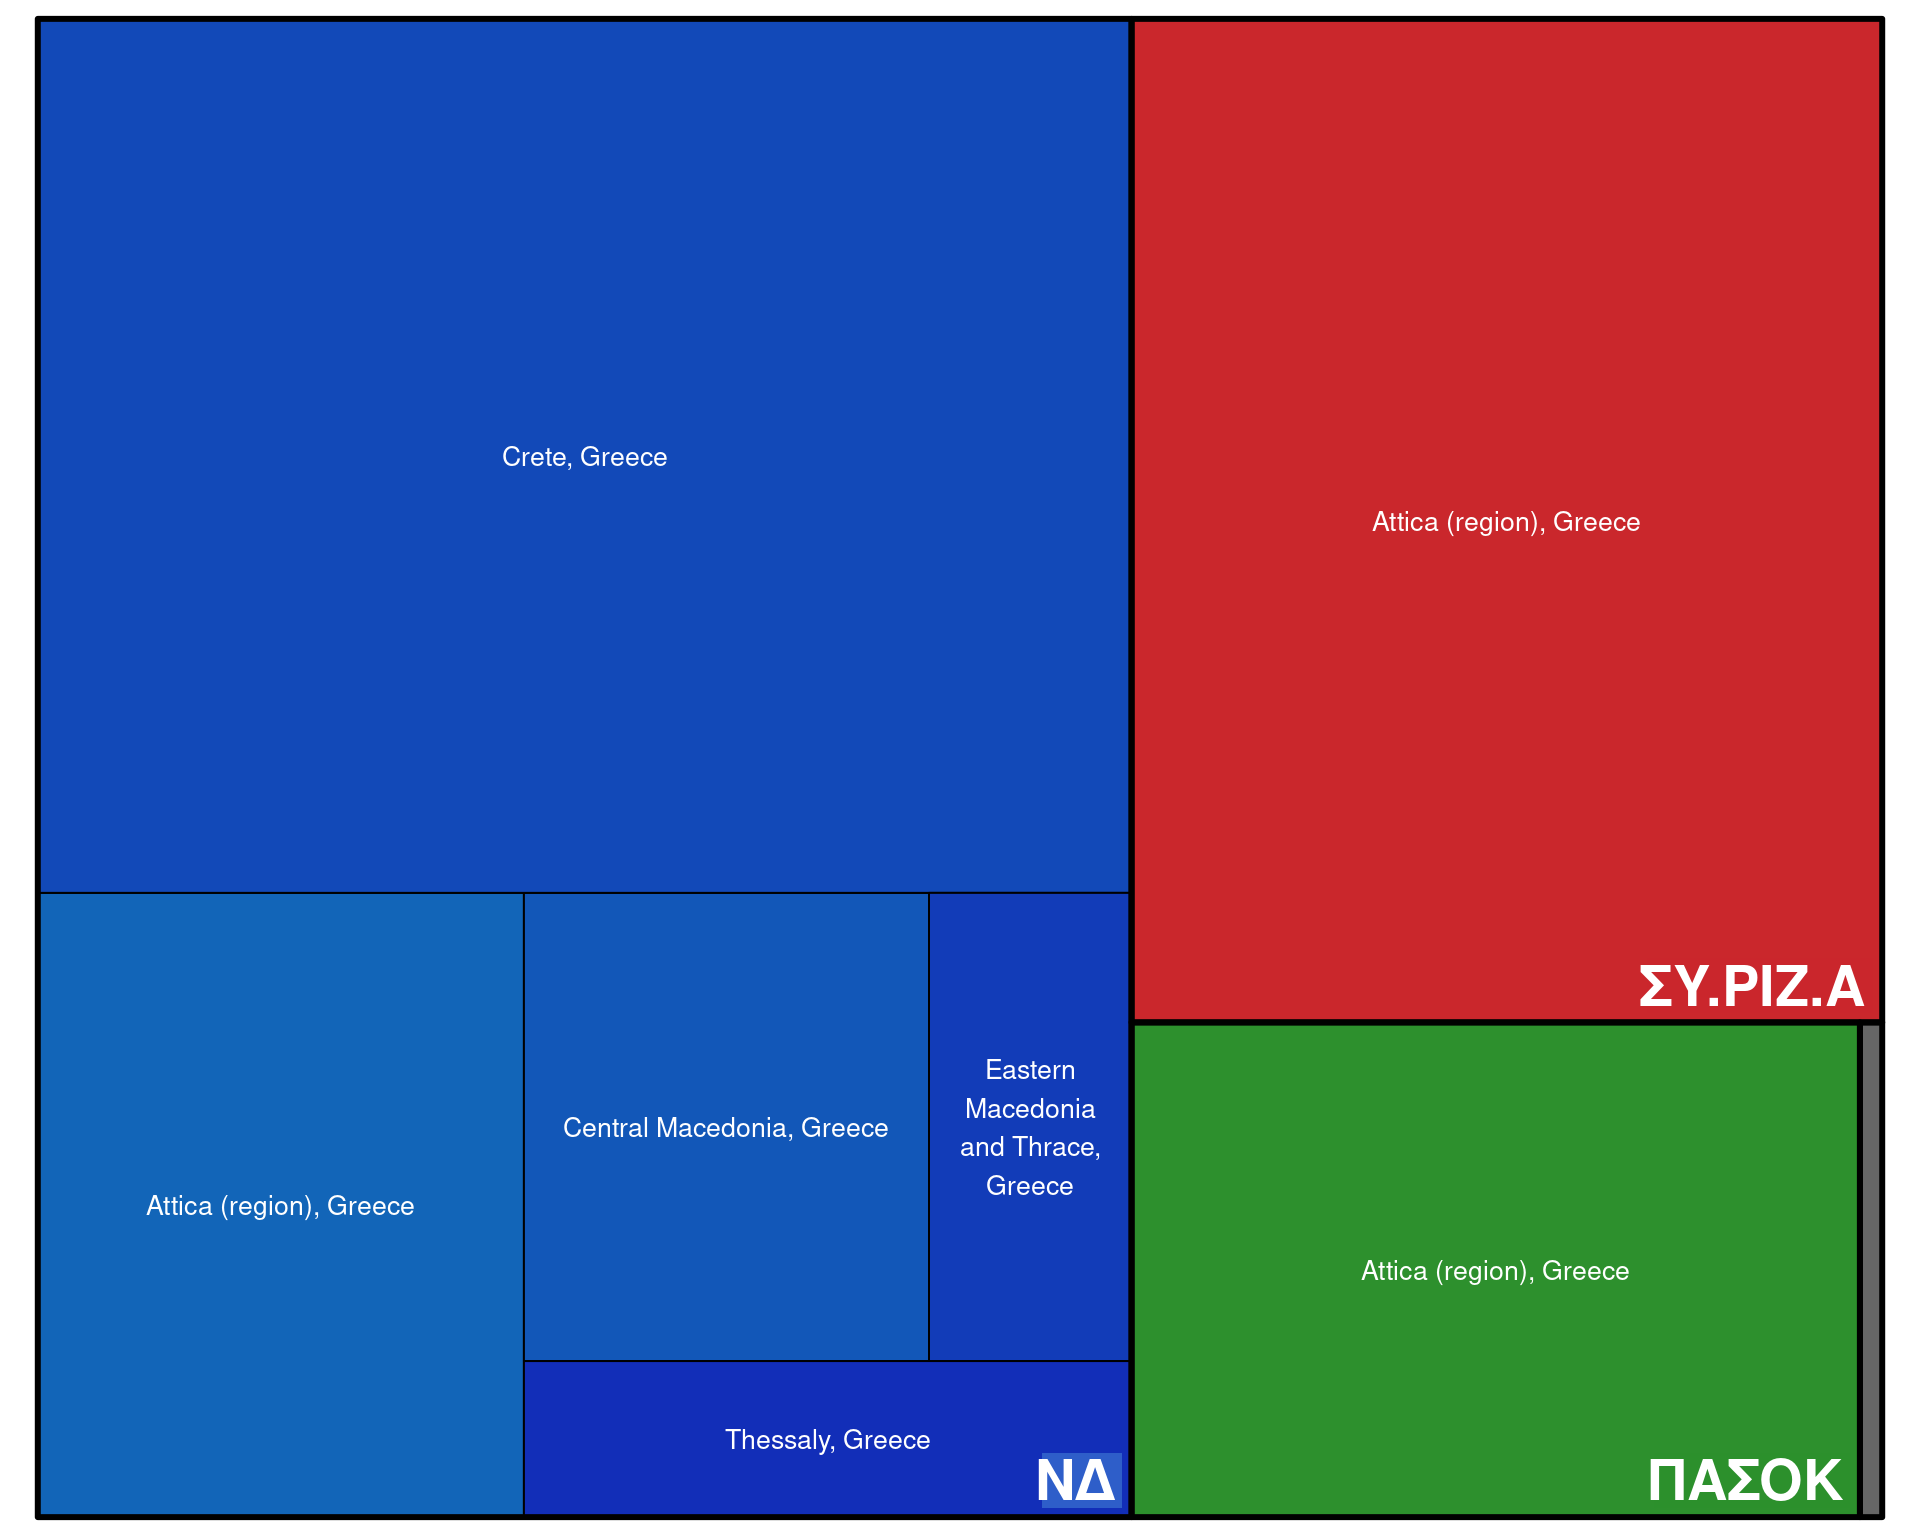 Crete, Greece
Attica (region), Greece
ΣΥ.ΡΙΖ.Α
Attica (region), Greece
Central Macedonia, Greece
Eastern
Macedonia
and Thrace,
Greece
Thessaly, Greece
ΝΔ
Attica (region), Greece
ΠΑΣΟΚ